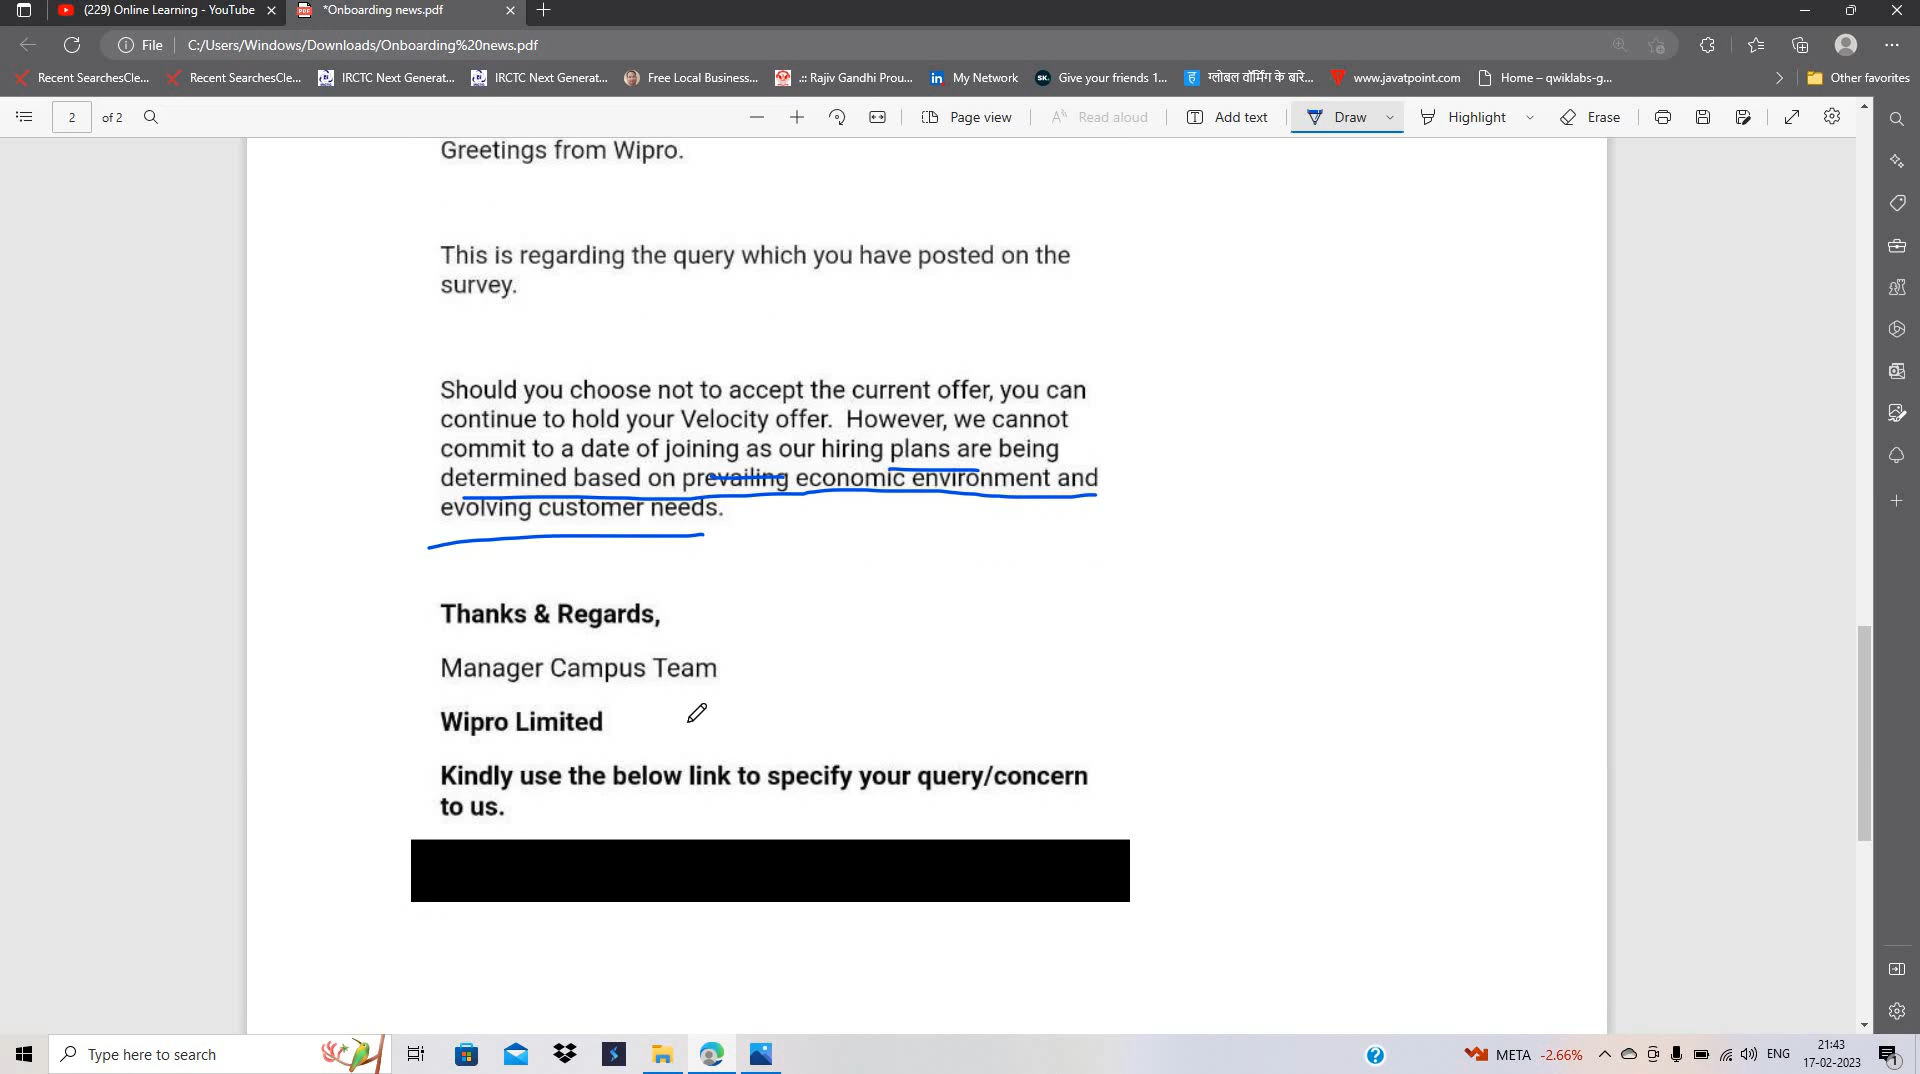 (229) Online Learning - YouTube
*Onboarding news.pdf
File
C:/Users/Windows/Downloads/Onboarding%20news.pdf
Recent SearchesCle...
Recent SearchesCle...
IRCTC Next Generat...
IRCTC Next Generat...
Free Local Business...
.:: Rajiv Gandhi Prou...
My Network
Give your friends 1...
ग्लोबल वॉर्मिंग के बारे...
www.javatpoint.com
Home – qwiklabs-g...
Other favorites
2 of 2
Page view
Read aloud
Add text
Draw
Highlight
Erase
Greetings from Wipro.
This is regarding the query which you have posted on the
survey.
Should you choose not to accept the current offer, you can
continue to hold your Velocity offer.  However, we cannot
commit to a date of joining as our hiring plans are being
determined based on prevailing economic environment and
evolving customer needs.
Thanks & Regards,
Manager Campus Team
Wipro Limited
Kindly use the below link to specify your query/concern
to us.
Type here to search
META -2.66%
ENG
21:43
17-02-2023
1